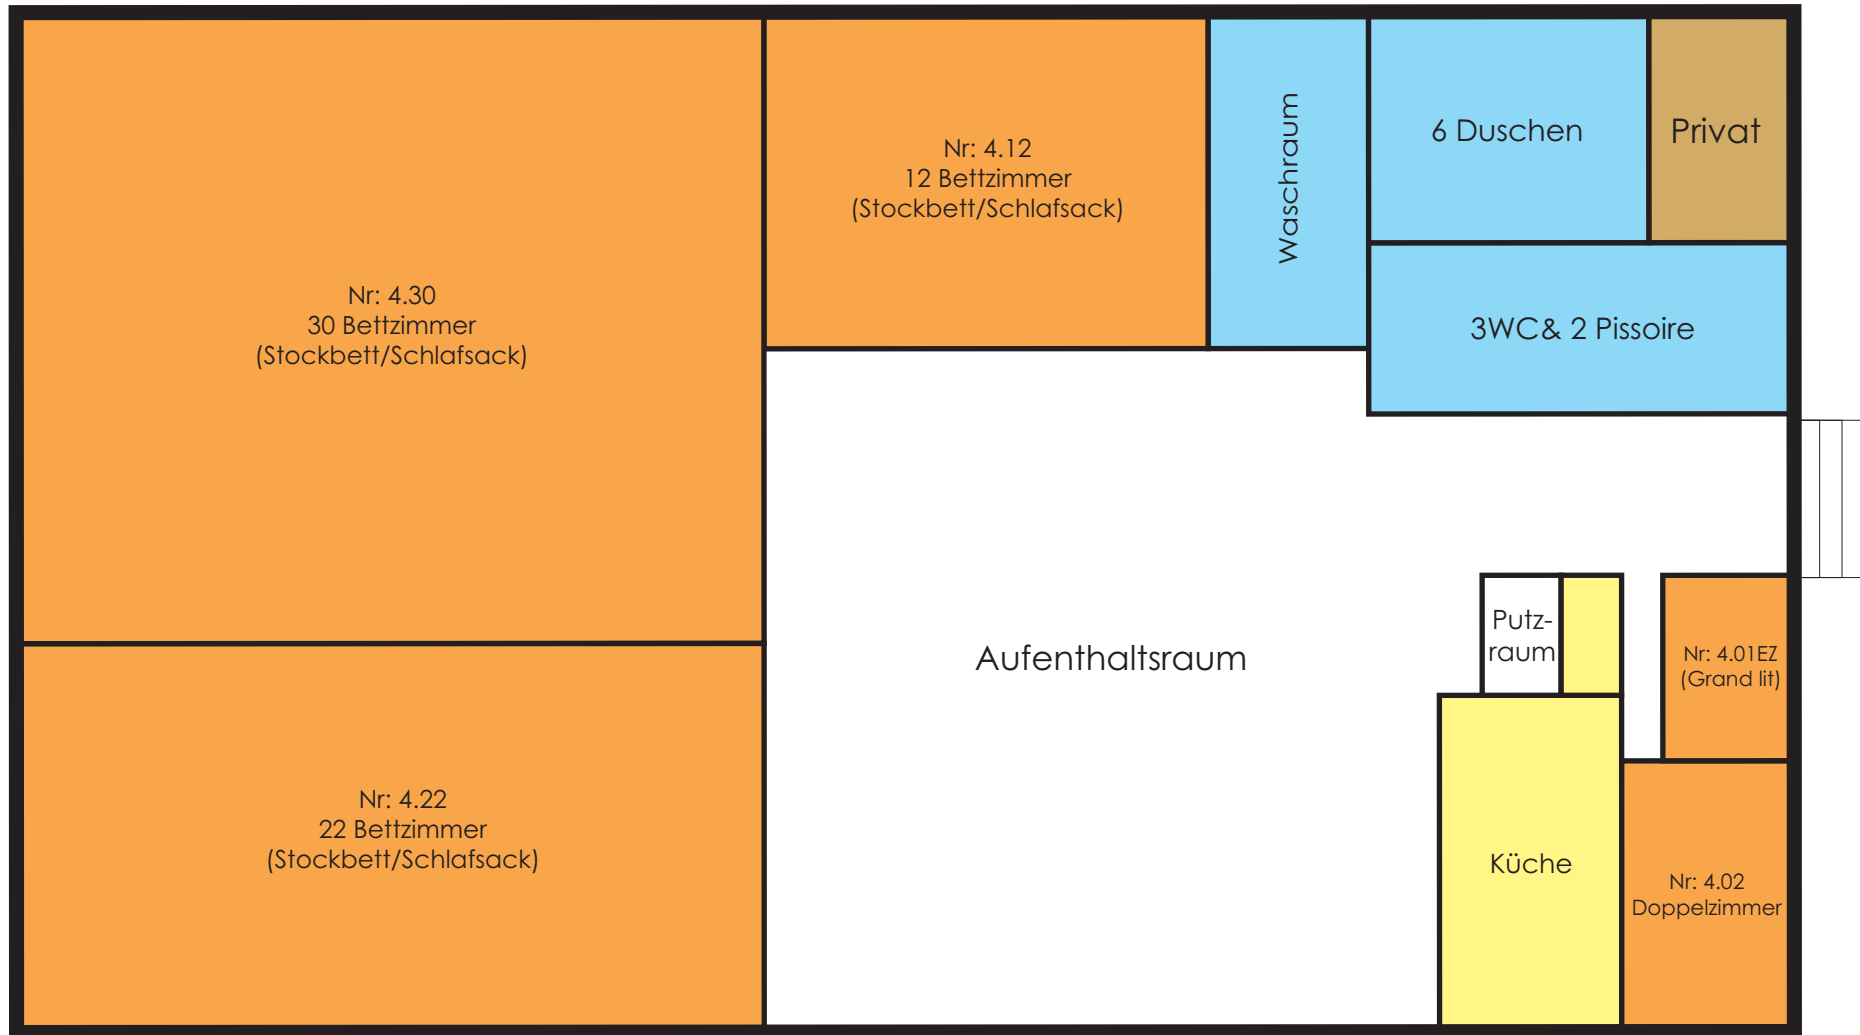 Nr: 4.30
30 Bettzimmer
(Stockbett/Schlafsack)
Nr: 4.12
12 Bettzimmer
(Stockbett/Schlafsack)
Waschraum
6 Duschen
Privat
3WC& 2 Pissoire
Aufenthaltsraum
Putz-
raum
Nr: 4.01EZ
(Grand lit)
Nr: 4.22
22 Bettzimmer
(Stockbett/Schlafsack)
Küche
Nr: 4.02
Doppelzimmer